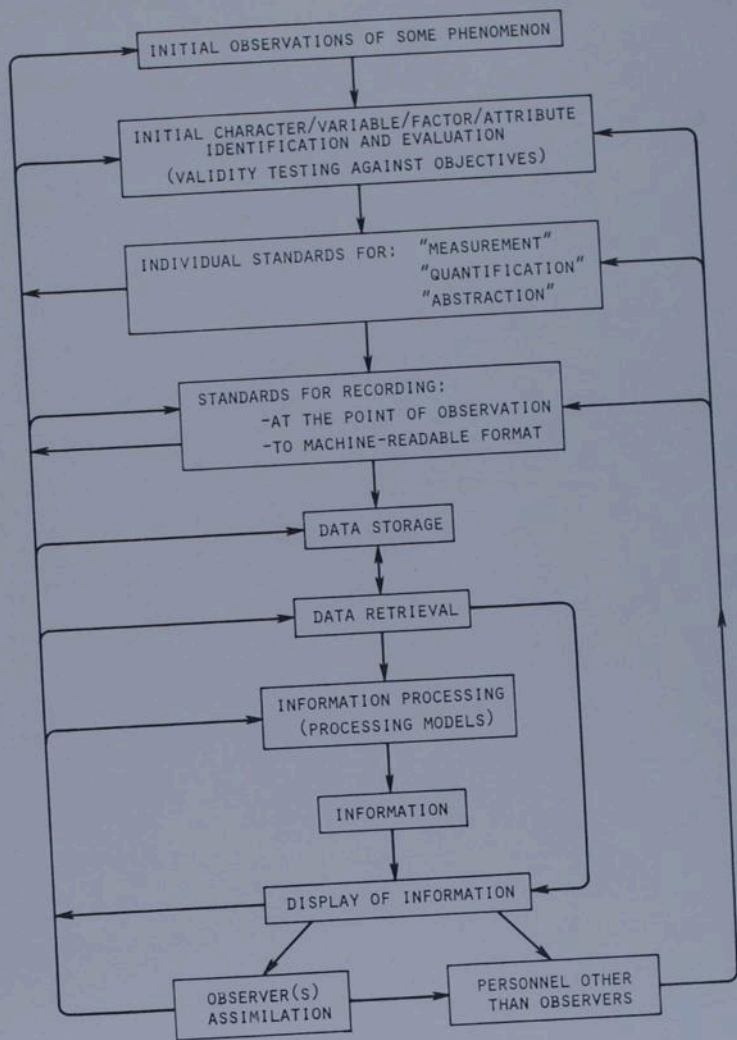 INITIAL OBSERVATIONS OF SOME PHENOMENON
INITIAL CHARACTER/VARIABLE/FACTOR/ATTRIBUTE
IDENTIFICATION AND EVALUATION
(VALIDITY TESTING AGAINST OBJECTIVES)
INDIVIDUAL STANDARDS FOR: "MEASUREMENT"
"QUANTIFICATION"
"ABSTRACTION"
STANDARDS FOR RECORDING:
-AT THE POINT OF OBSERVATION
-TO MACHINE-READABLE FORMAT
DATA STORAGE
DATA RETRIEVAL
INFORMATION PROCESSING
(PROCESSING MODELS)
INFORMATION
DISPLAY OF INFORMATION
OBSERVER(S)
ASSIMILATION
PERSONNEL OTHER
THAN OBSERVERS